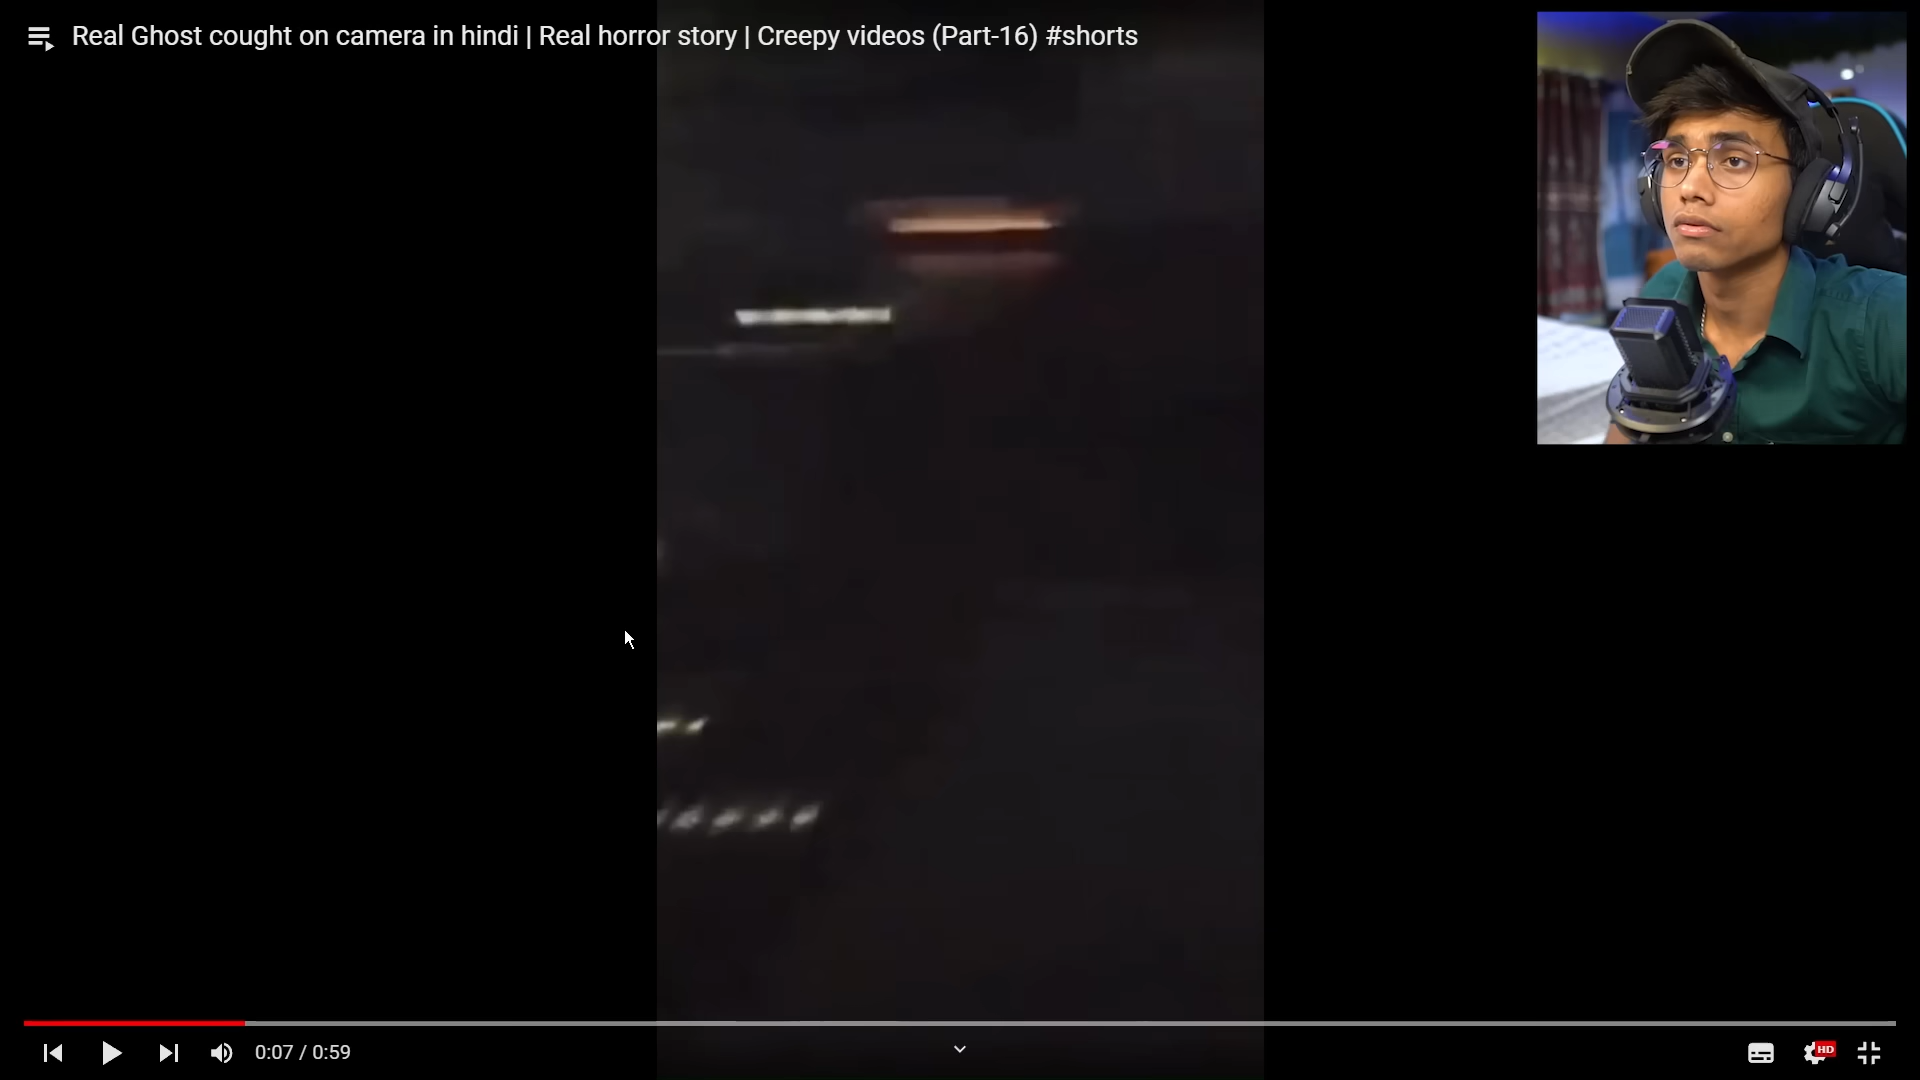 Real Ghost cought on camera in hindi | Real horror story | Creepy videos (Part-16) #shorts
0:07 / 0:59
HD